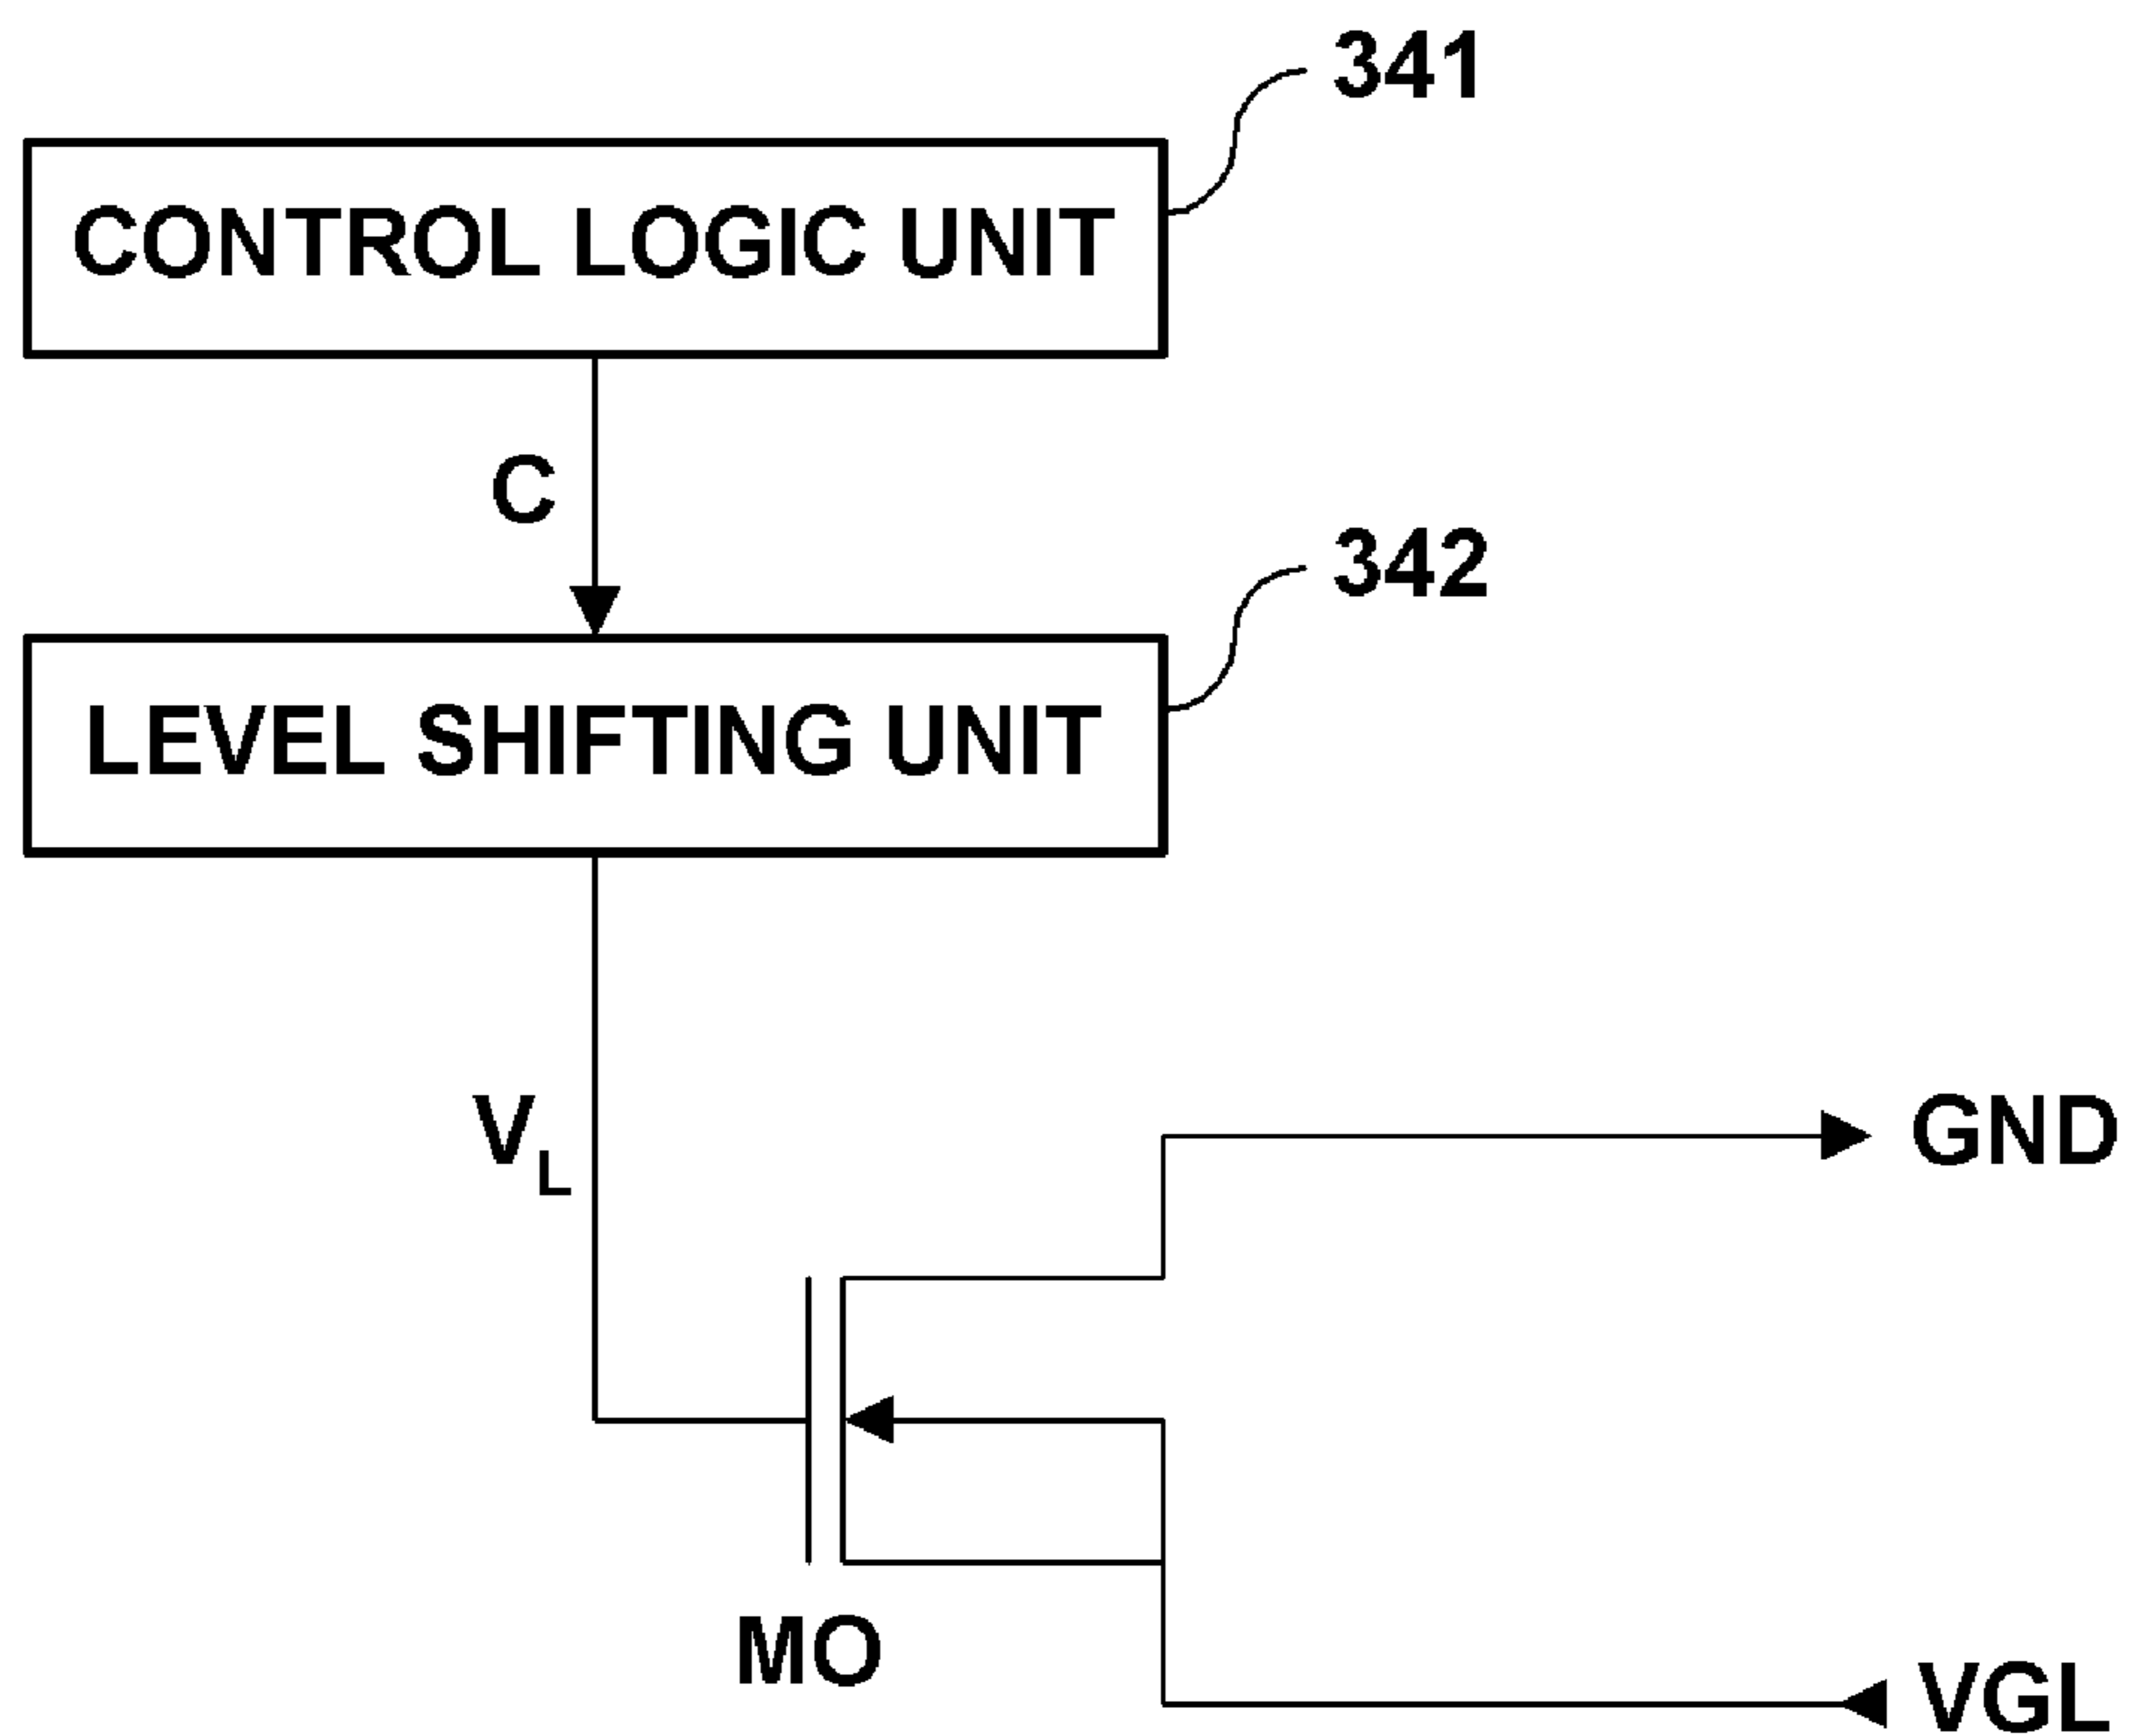 341
CONTROL LOGIC UNIT
C
342
LEVEL SHIFTING UNIT
VL
GND
MO
VGL